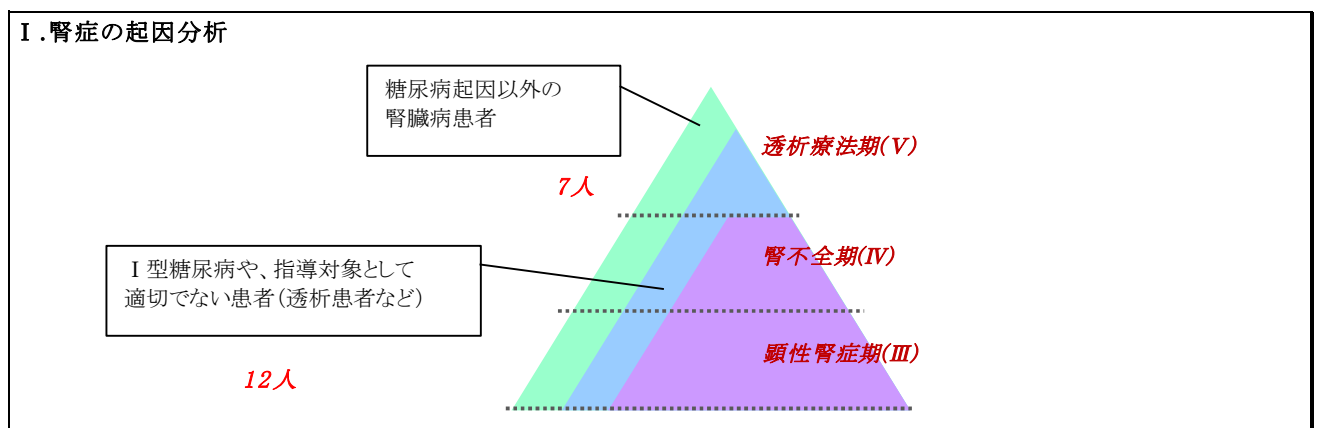 Ⅰ.腎症の起因分析
糖尿病起因以外の
腎臓病患者
透析療法期(Ⅴ)
7人
腎不全期(Ⅳ)
Ⅰ型糖尿病や、指導対象として
適切でない患者(透析患者など)
顕性腎症期(Ⅲ)
12人